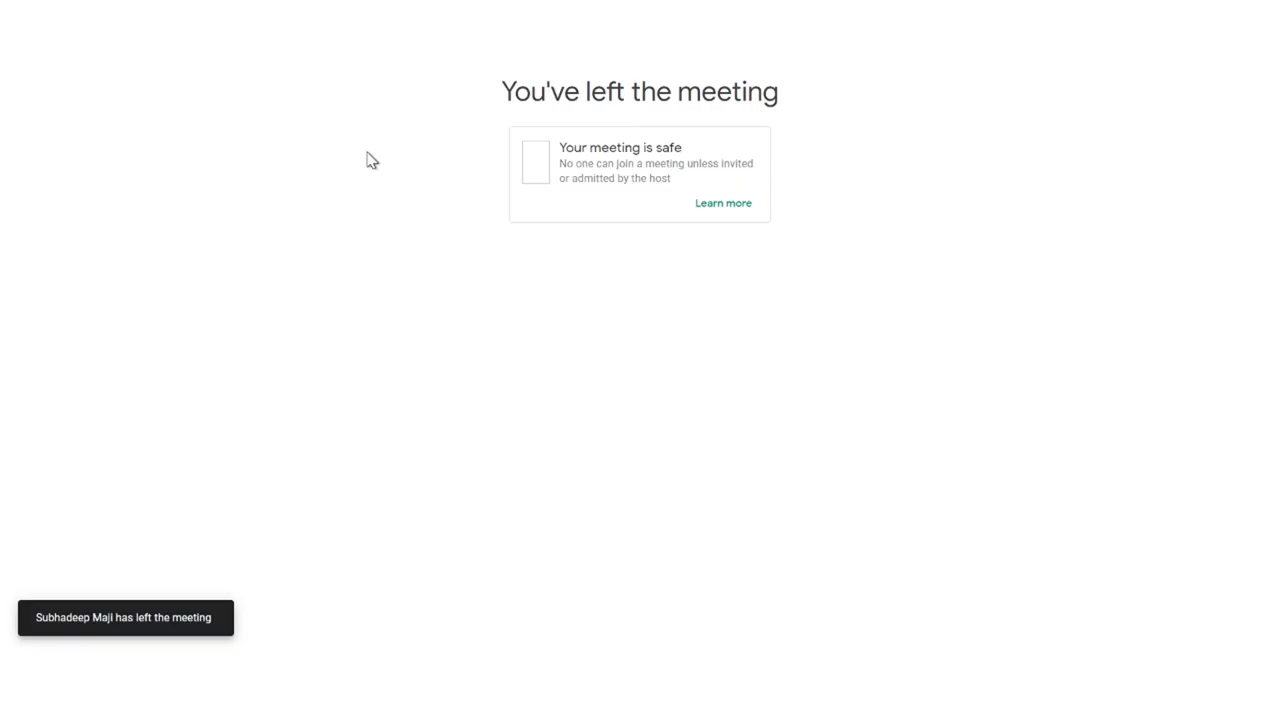 You've left the meeting
Your meeting is safe
No one can join a meeting unless invited
or admitted by the host
Learn more
Subhadeep Maji has left the meeting